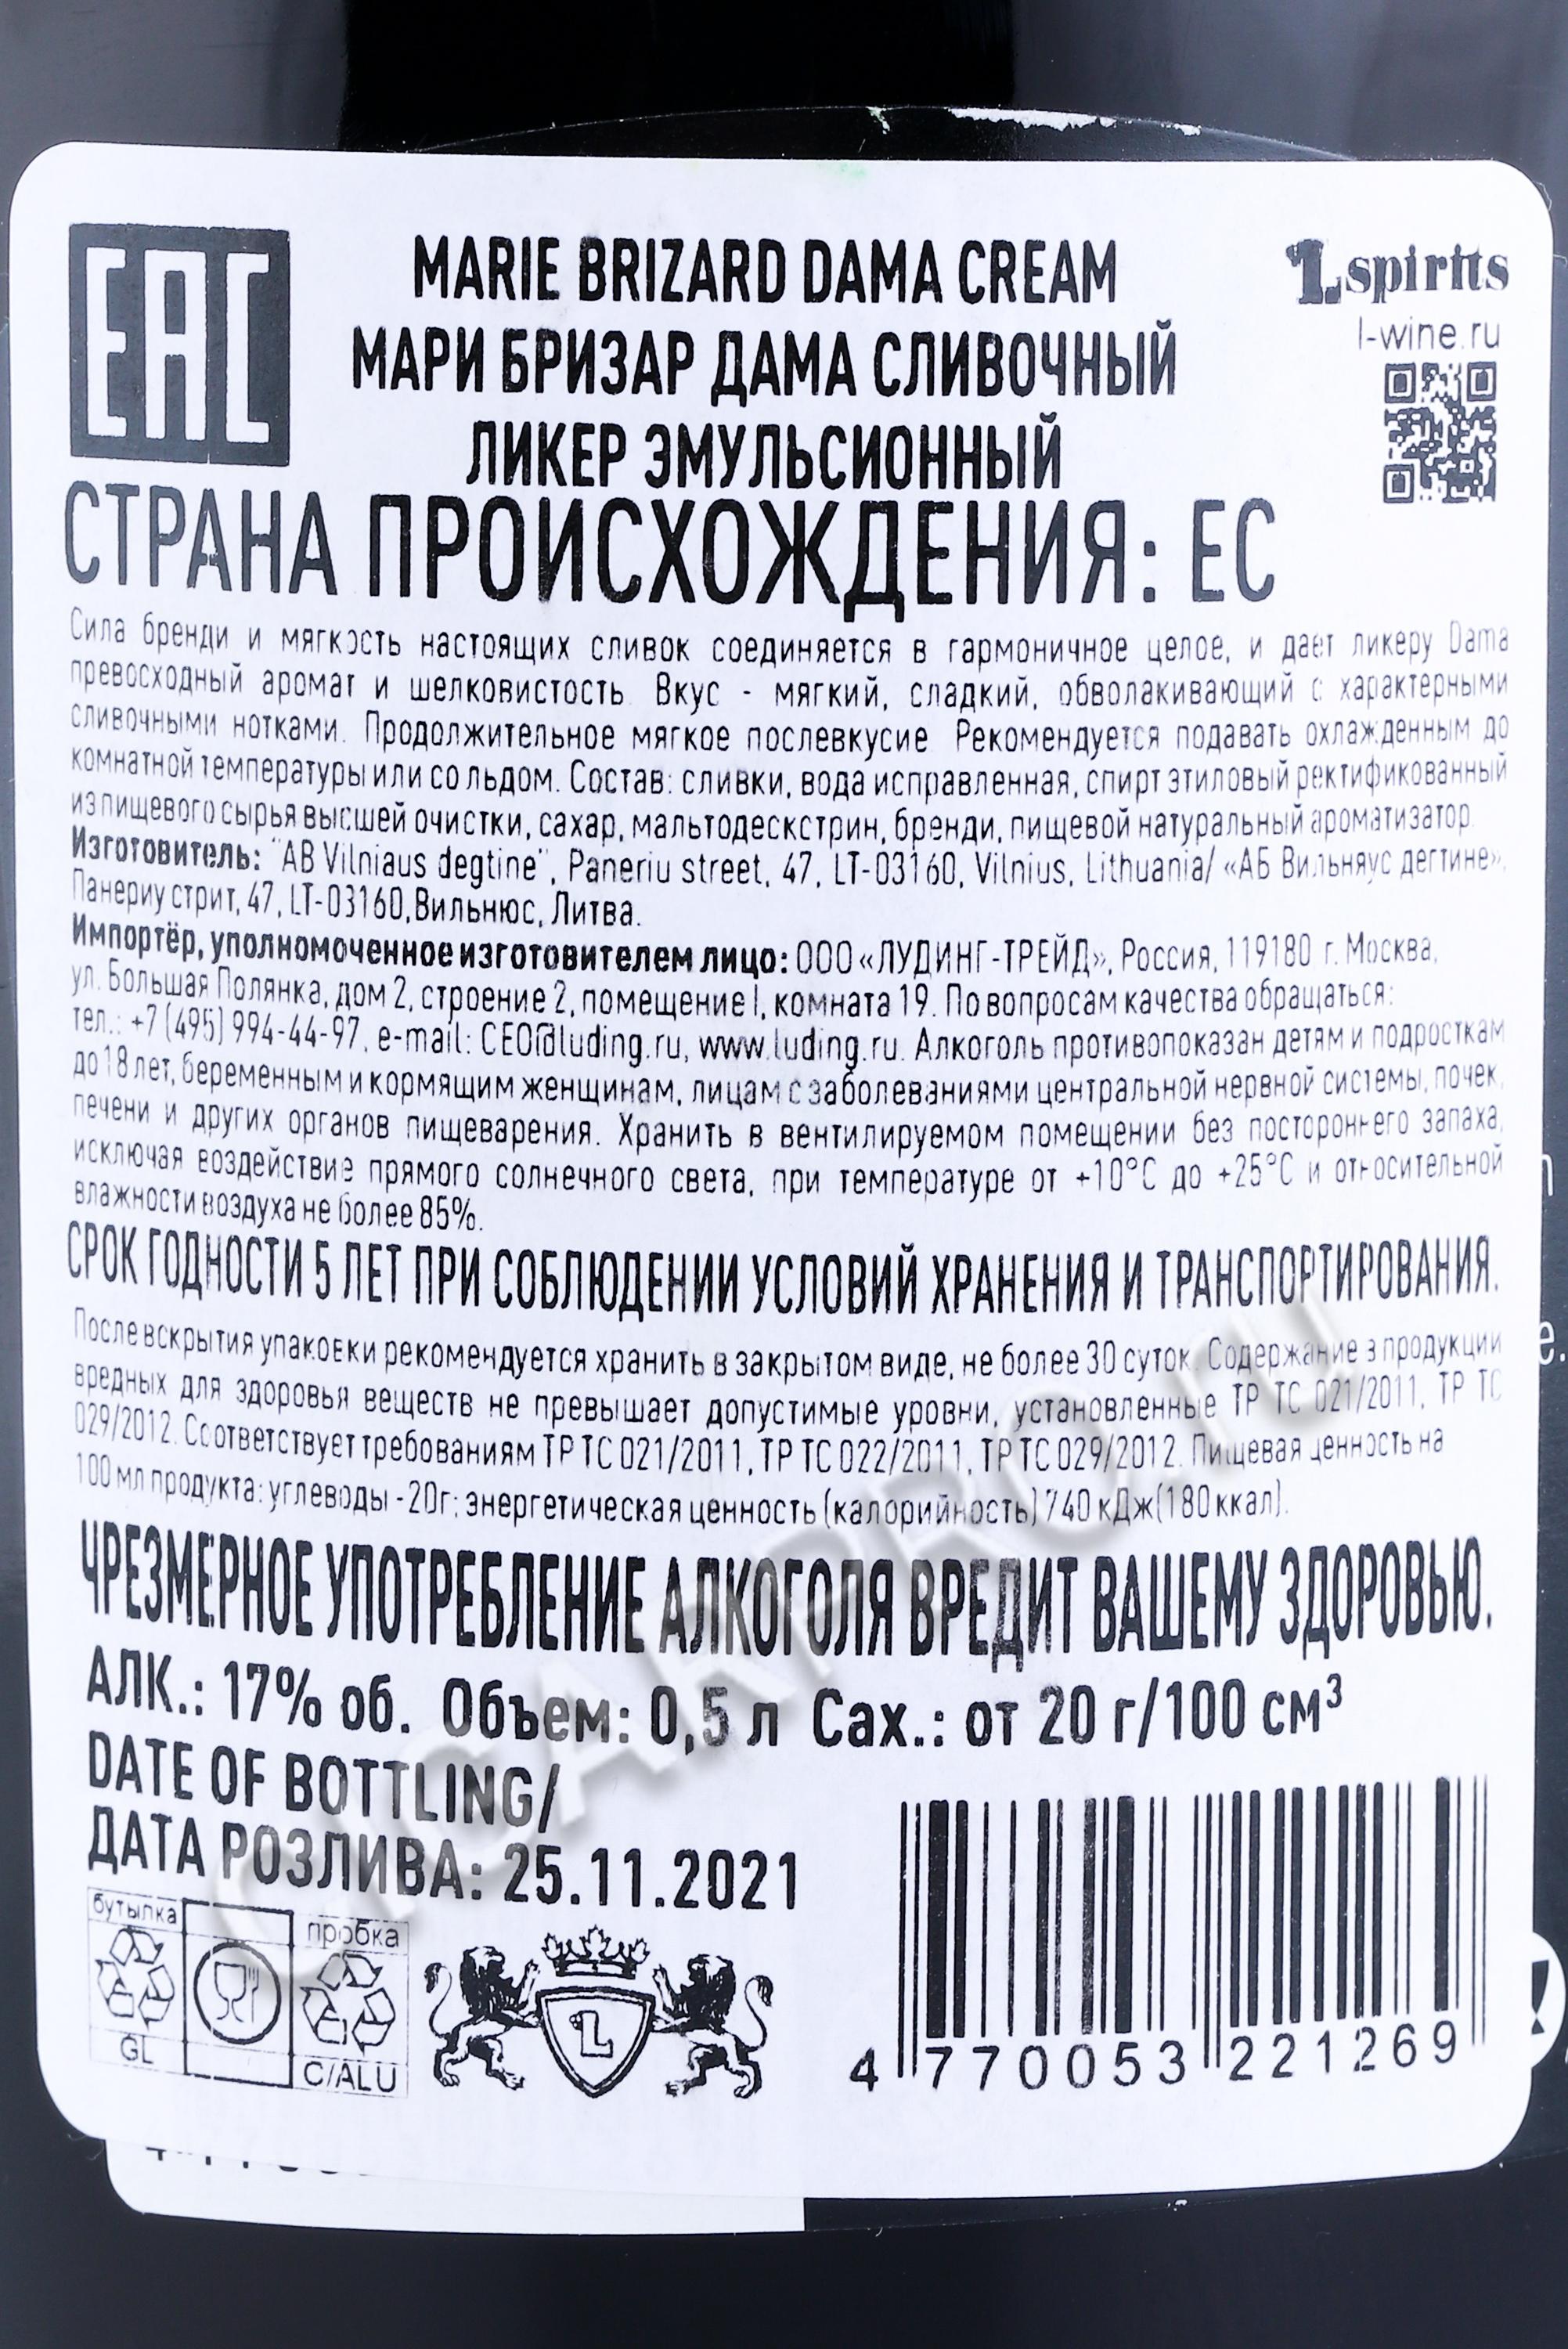 EAC
MARIE BRIZARD DAMA CREAM
МАРИ БРИЗАР ДАМА СЛИВОЧНЫЙ
ЛИКЕР ЭМУЛЬСИОННЫЙ
L.spirits
l-wine.ru
СТРАНА ПРОИСХОЖДЕНИЯ: ЕС
Сила бренди и мягкость настоящих сливок соединяется в гармоничное целое, и дает ликеру Dama
превосходный аромат и шелковистость. Вкус - мягкий, сладкий, обволакивающий с характерными
сливочными нотками. Продолжительное мягкое послевкусие. Рекомендуется подавать охлажденным до
комнатной температуры или со льдом. Состав: сливки, вода исправленная, спирт этиловый ректификованный
из пищевого сырья высшей очистки, сахар, мальтодескстрин, бренди, пищевой натуральный ароматизатор.
Изготовитель: "AB Vilniaus degtine", Paneriu street, 47, LT-03160, Vilnius, Lithuania/ «АБ Вильняус дегтине»,
Панериу стрит, 47, LT-03160, Вильнюс, Литва.
Импортёр, уполномоченное изготовителем лицо: ООО «ЛУДИНГ-ТРЕЙД», Россия, 119180 г. Москва,
ул. Большая Полянка, дом 2, строение 2, помещение I, комната 19. По вопросам качества обращаться:
тел.: +7 (495) 994-44-97, e-mail: CEO@luding.ru, www.luding.ru. Алкоголь противопоказан детям и подросткам
до 18 лет, беременным и кормящим женщинам, лицам с заболеваниями центральной нервной системы, почек,
печени и других органов пищеварения. Хранить в вентилируемом помещении без постороннего запаха,
исключая воздействие прямого солнечного света, при температуре от +10°C до +25°C и относительной
влажности воздуха не более 85%.
СРОК ГОДНОСТИ 5 ЛЕТ ПРИ СОБЛЮДЕНИИ УСЛОВИЙ ХРАНЕНИЯ И ТРАНСПОРТИРОВАНИЯ.
После вскрытия упаковки рекомендуется хранить в закрытом виде, не более 30 суток. Содержание в продукции
вредных для здоровья веществ не превышает допустимые уровни, установленные ТР ТС 021/2011, ТР ТС
029/2012. Соответствует требованиям ТР ТС 021/2011, ТР ТС 022/2011, ТР ТС 029/2012. Пищевая ценность на
100 мл продукта: углеводы - 20г; энергетическая ценность (калорийность) 740 кДж(180 ккал).
ЧРЕЗМЕРНОЕ УПОТРЕБЛЕНИЕ АЛКОГОЛЯ ВРЕДИТ ВАШЕМУ ЗДОРОВЬЮ.
АЛК.: 17% об. Объем: 0,5 л Сах.: от 20 г/100 см³
DATE OF BOTTLING/
ДАТА РОЗЛИВА: 25.11.2021
бутылка
GL
пробка
C/ALU
L
4 770053 221269
CIGARPRO.ru